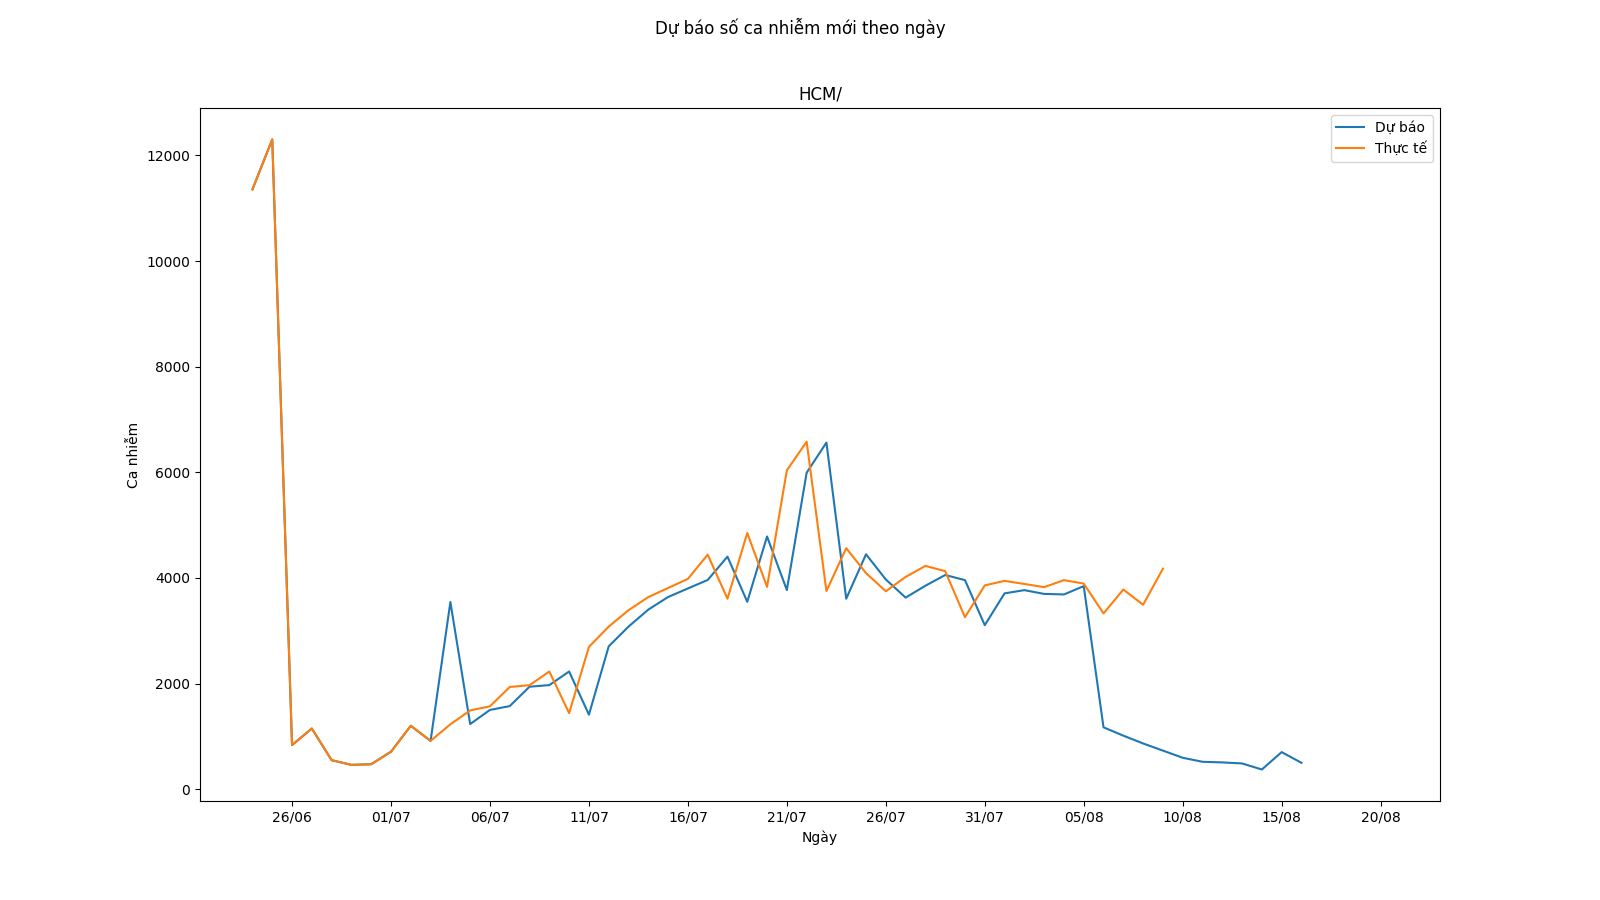 Dự báo số ca nhiễm mới theo ngày
HCM/
Dự báo
Thực tế
12000
10000
8000
6000
4000
2000
0
Ca nhiễm
26/06 01/07 06/07 11/07 16/07 21/07 26/07 31/07 05/08 10/08 15/08 20/08
Ngày